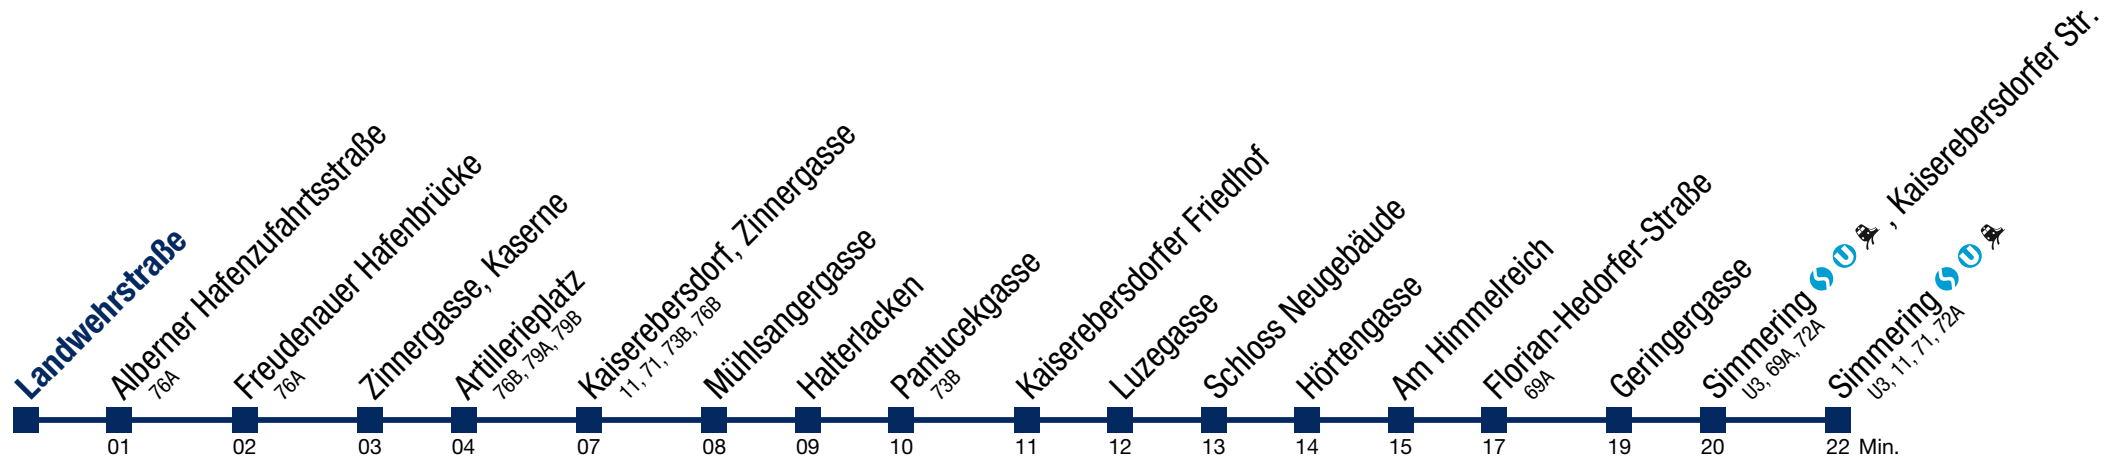 Landwehrstraße
Alberner Hafenzufahrtsstraße
76A
Freudenauer Hafenbrücke
76A
Zinnergasse, Kaserne
Artillerieplatz
76B, 79A, 79B
Kaiserebersdorf, Zinnergasse
11, 71, 73B, 76B
Mühlsangergasse
Halterlacken
Pantucekgasse
73B
Kaiserebersdorfer Friedhof
Luzegasse
Schloss Neugebäude
Hörtengasse
Am Himmelreich
Florian-Hedorfer-Straße
69A
Geringergasse
Simmering S U , Kaiserebersdorfer Str.
U3, 69A, 72A
Simmering S U
U3, 11, 71, 72A
01 02 03 04 07 08 09 10 11 12 13 14 15 17 19 20 22 Min.